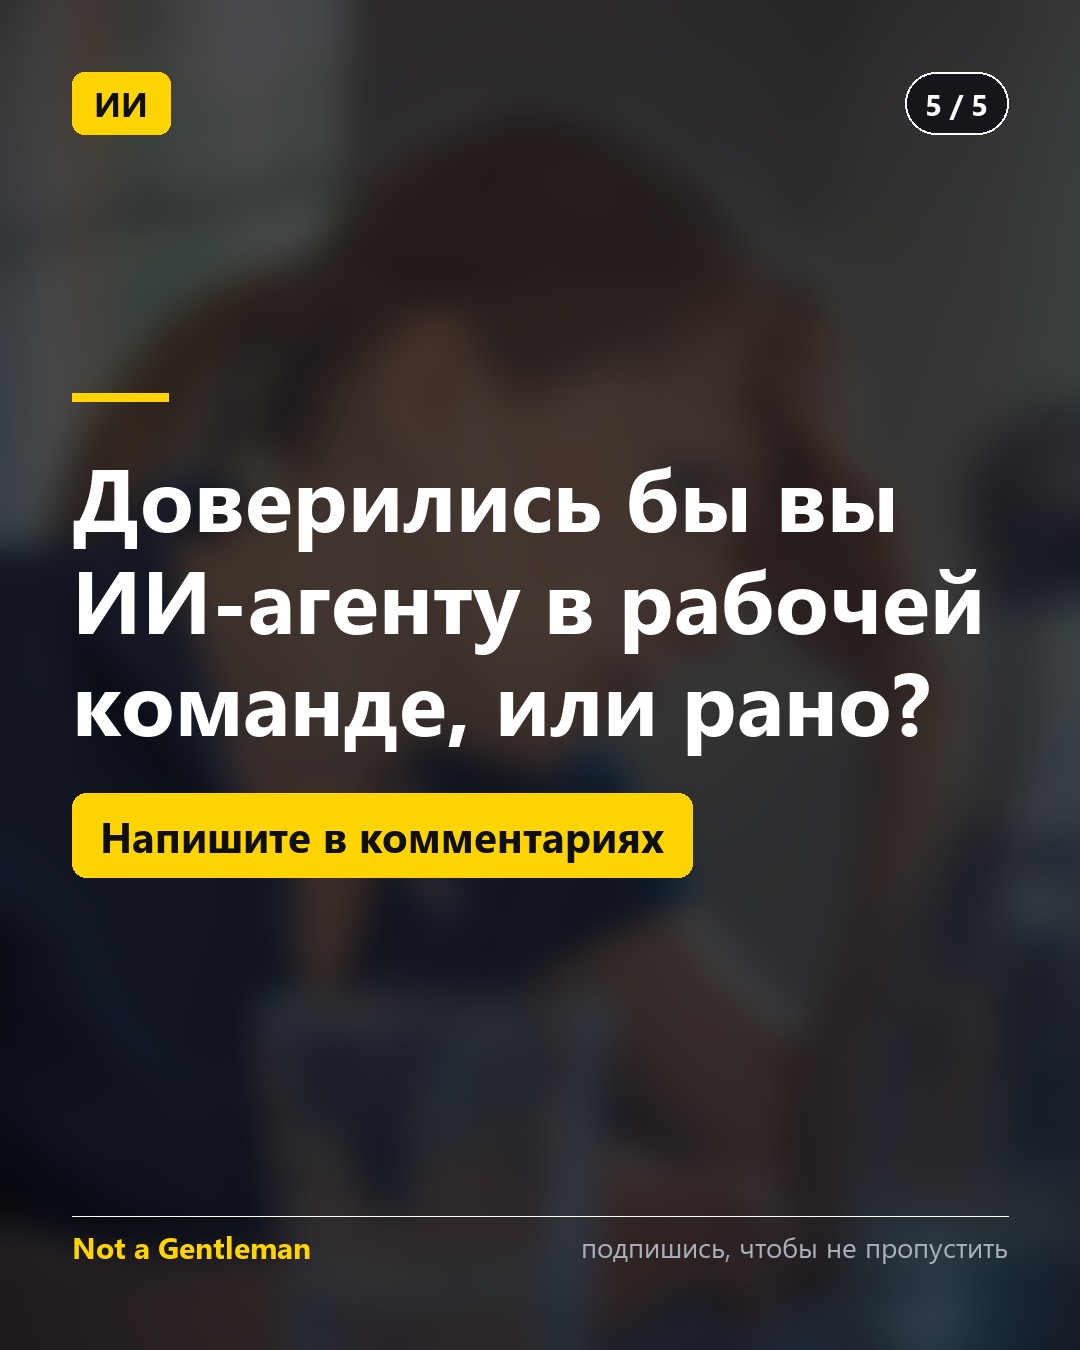 ИИ
5 / 5
Доверились бы вы
ИИ-агенту в рабочей
команде, или рано?
Напишите в комментариях
Not a Gentleman
подпишись, чтобы не пропустить